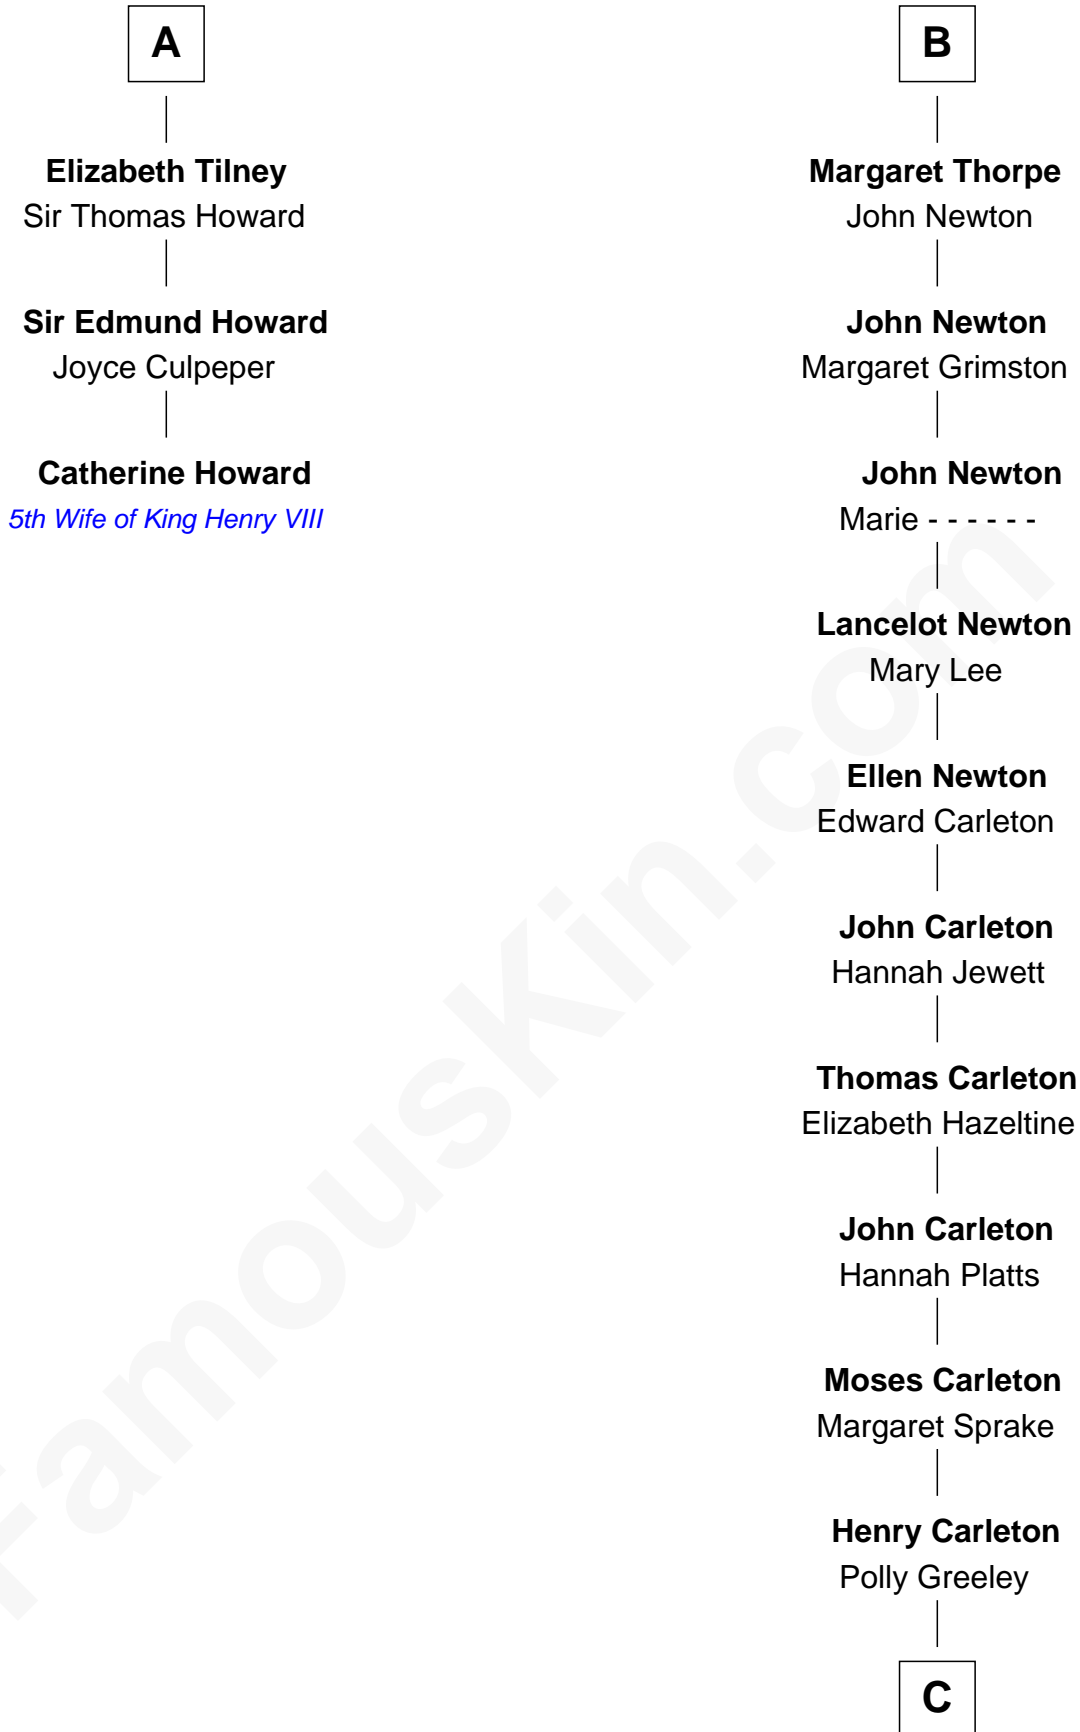 A
Elizabeth Tilney
Sir Thomas Howard
Sir Edmund Howard
Joyce Culpeper
Catherine Howard
5th Wife of King Henry VIII
B
Margaret Thorpe
John Newton
John Newton
Margaret Grimston
John Newton
Marie - - - - - -
Lancelot Newton
Mary Lee
Ellen Newton
Edward Carleton
John Carleton
Hannah Jewett
Thomas Carleton
Elizabeth Hazeltine
John Carleton
Hannah Platts
Moses Carleton
Margaret Sprake
Henry Carleton
Polly Greeley
C
FamousKin.com